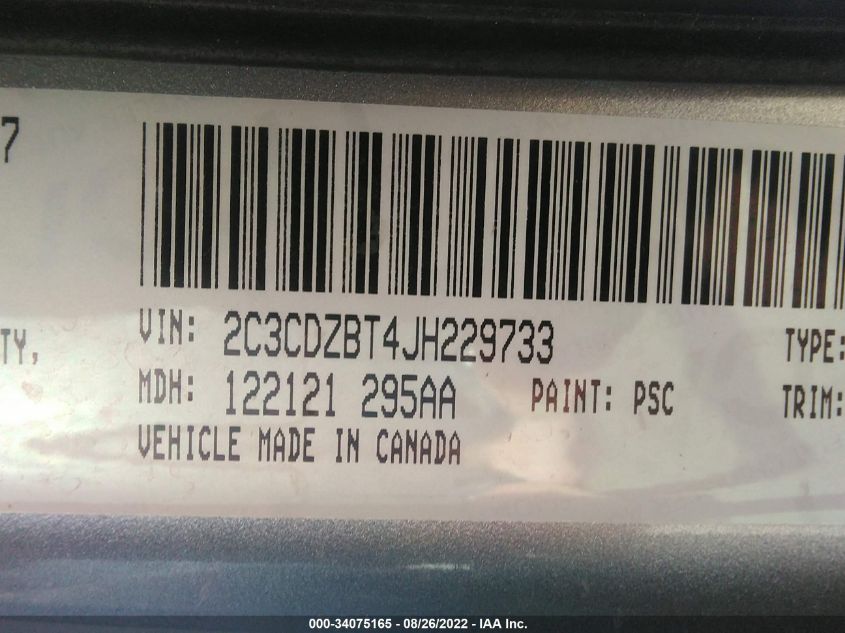 7
VIN: 2C3CDZBT4JH229733
TY, TYPE:
MDH: 122121 295AA PAINT: PSC TRIM:
VEHICLE MADE IN CANADA
000-34075165 - 08/26/2022 - IAA Inc.